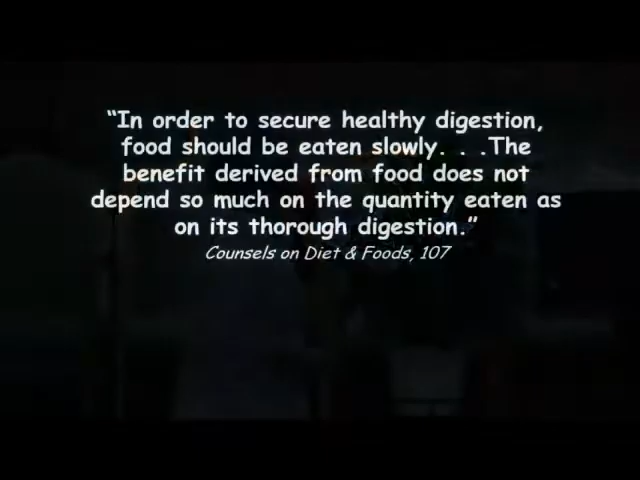 “In order to secure healthy digestion,
food should be eaten slowly. . .The
benefit derived from food does not
depend so much on the quantity eaten as
on its thorough digestion.”
Counsels on Diet & Foods, 107